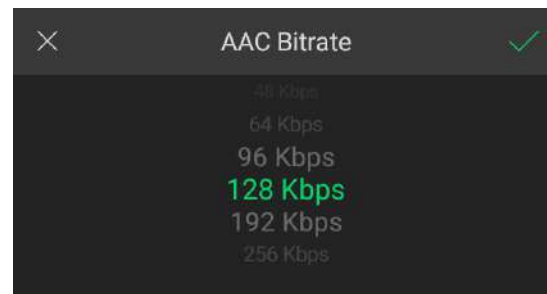 AAC Bitrate
48 Kbps
64 Kbps
96 Kbps
128 Kbps
192 Kbps
256 Kbps